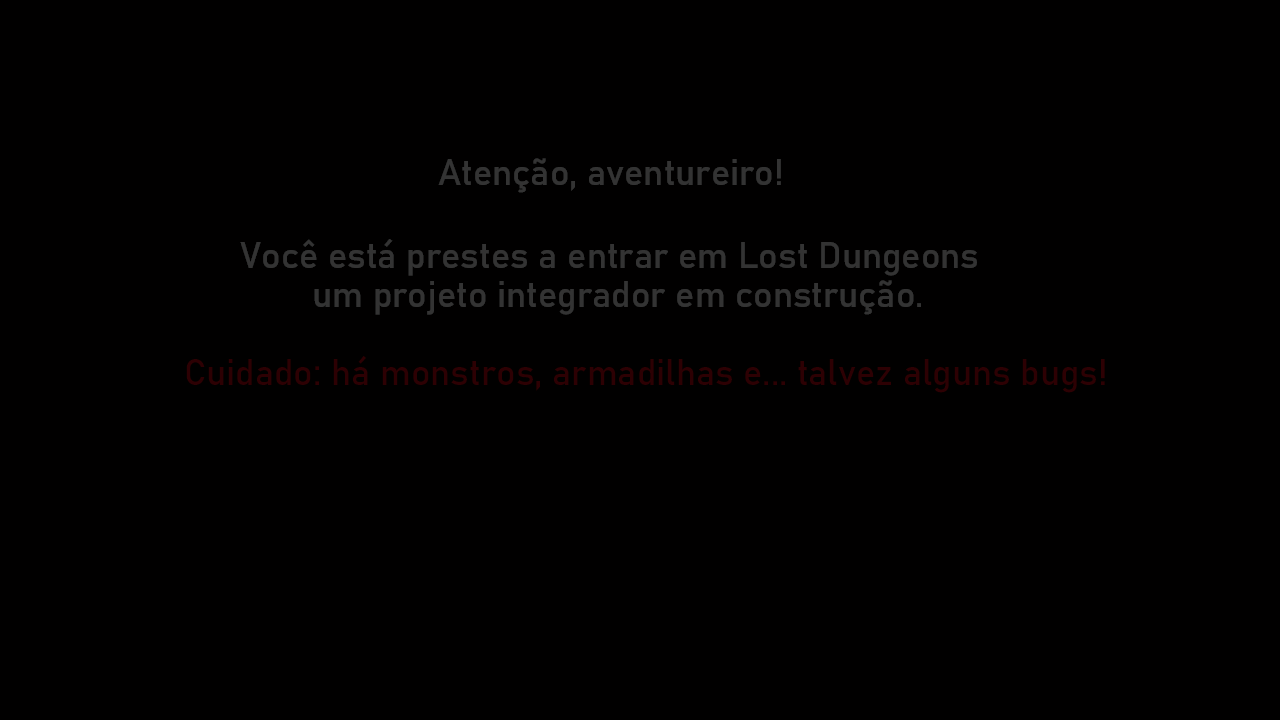 Atenção, aventureiro!
Você está prestes a entrar em Lost Dungeons
um projeto integrador em construção.
Cuidado: há monstros, armadilhas e... talvez alguns bugs!